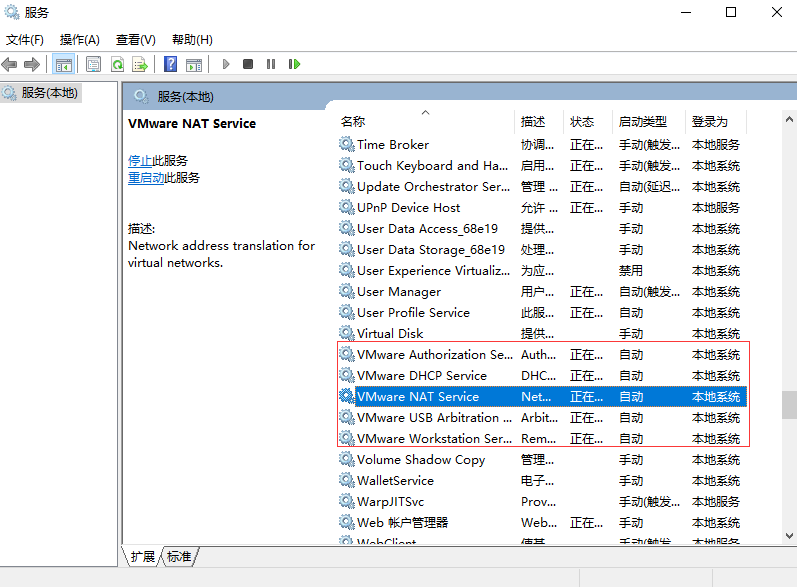 服务
文件(F) 操作(A) 查看(V) 帮助(H)
服务(本地)
服务(本地)
VMware NAT Service
停止此服务
重启动此服务
描述:
Network address translation for
virtual networks.
名称 描述 状态 启动类型 登录为
Time Broker 协调... 正在... 手动(触发... 本地服务
Touch Keyboard and Ha... 启用... 正在... 手动(触发... 本地系统
Update Orchestrator Ser... 管理 ... 正在... 自动(延迟... 本地系统
UPnP Device Host 允许 ... 正在... 手动 本地服务
User Data Access_68e19 提供... 手动 本地系统
User Data Storage_68e19 处理... 手动 本地系统
User Experience Virtualiz... 为应... 禁用 本地系统
User Manager 用户... 正在... 自动(触发... 本地系统
User Profile Service 此服... 正在... 自动 本地系统
Virtual Disk 提供... 手动 本地系统
VMware Authorization Se... Auth... 正在... 自动 本地系统
VMware DHCP Service DHC... 正在... 自动 本地系统
VMware NAT Service Net... 正在... 自动 本地系统
VMware USB Arbitration ... Arbit... 正在... 自动 本地系统
VMware Workstation Ser... Rem... 正在... 自动 本地系统
Volume Shadow Copy 管理... 手动 本地系统
WalletService 电子... 手动 本地系统
WarpJITSvc Prov... 手动(触发... 本地服务
Web 帐户管理器 Web... 正在... 手动 本地系统
WebClient 使基... 手动(触发... 本地服务
扩展 标准